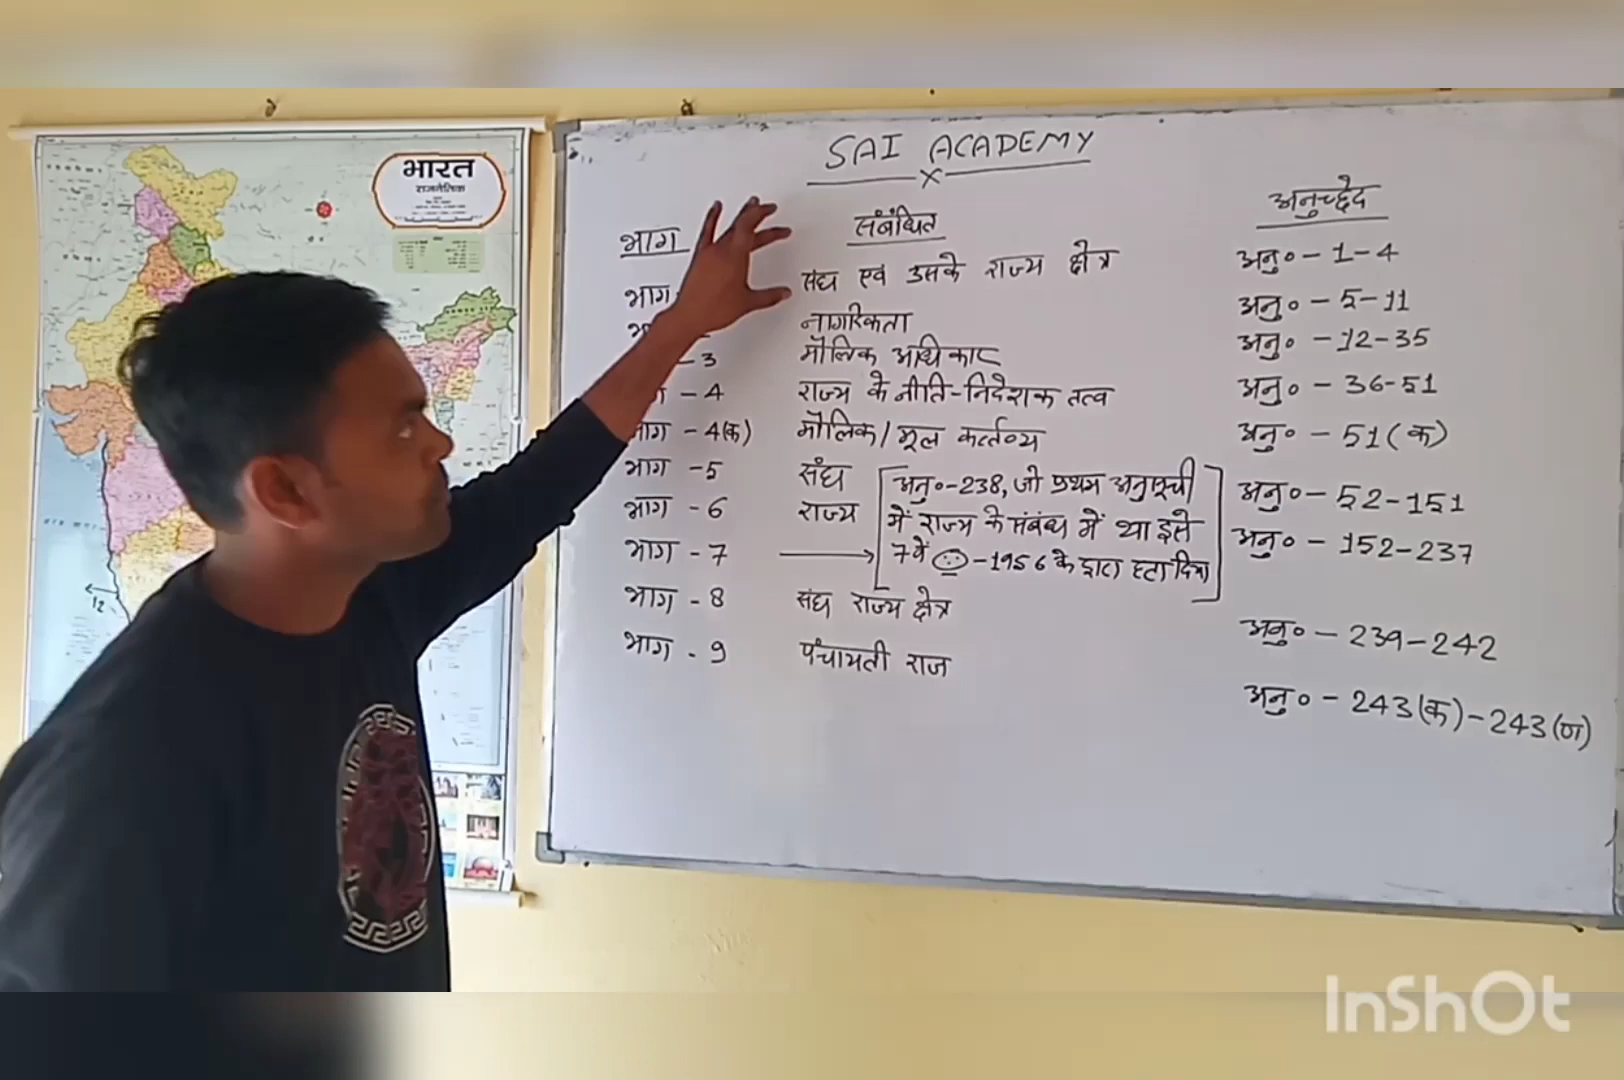 SAI ACADEMY
भाग संबंधित अनुच्छेद
भाग संघ एवं उसके राज्य क्षेत्र अनु० - 1-4
नागरिकता अनु० - 5-11
- 3 मौलिक अधिकार अनु० - 12-35
- 4 राज्य के नीति-निदेशक तत्व अनु० - 36-51
भाग - 4(क) मौलिक/मूल कर्त्तव्य अनु० - 51(क)
भाग - 5 संघ अनु० - 52-151
भाग - 6 राज्य अनु० - 152-237
अनु०-238, जो प्रथम अनुसूची
में राज्य के संबंध में था इसे
भाग - 7 7वें - 1956 के द्वारा हटा दिया
भाग - 8 संघ राज्य क्षेत्र अनु० - 239-242
भाग - 9 पंचायती राज अनु० - 243(क) - 243(ण)
भारत
राजनैतिक
InShOt